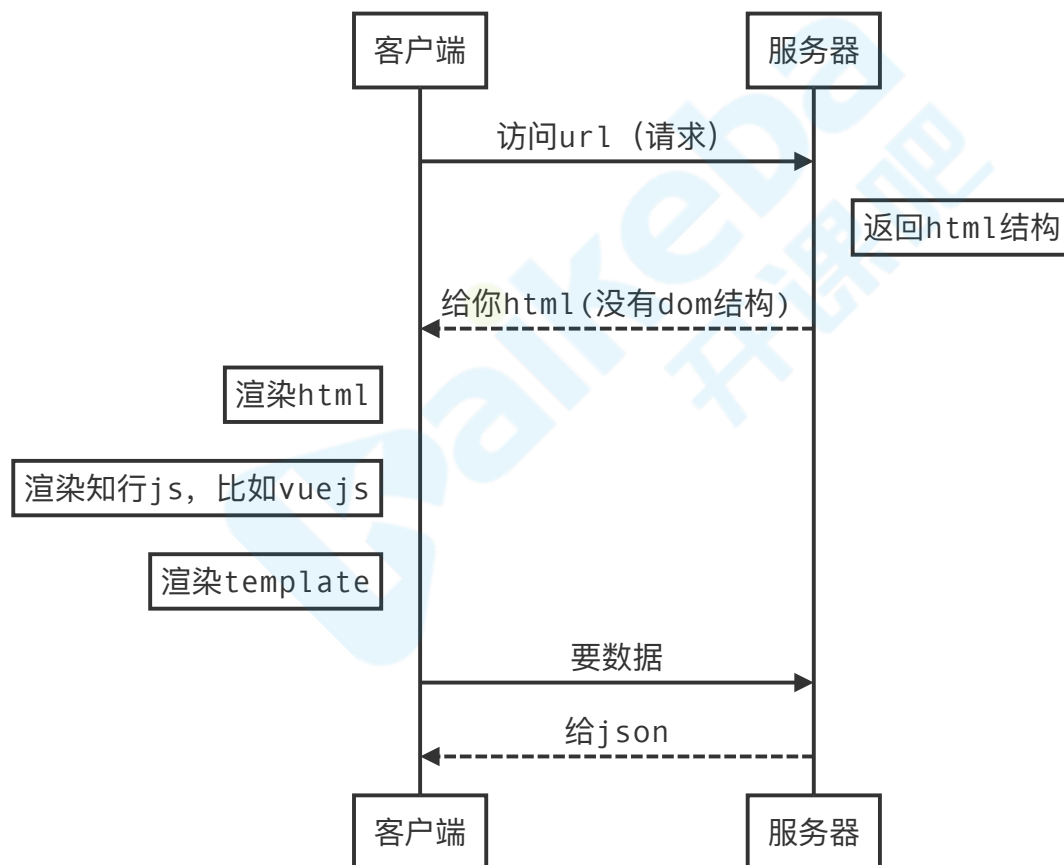 客户端
服务器
访问url（请求）
返回html结构
给你html(没有dom结构)
渲染html
渲染知行js，比如vuejs
渲染template
要数据
给json
客户端
服务器
kaikeba
开课吧